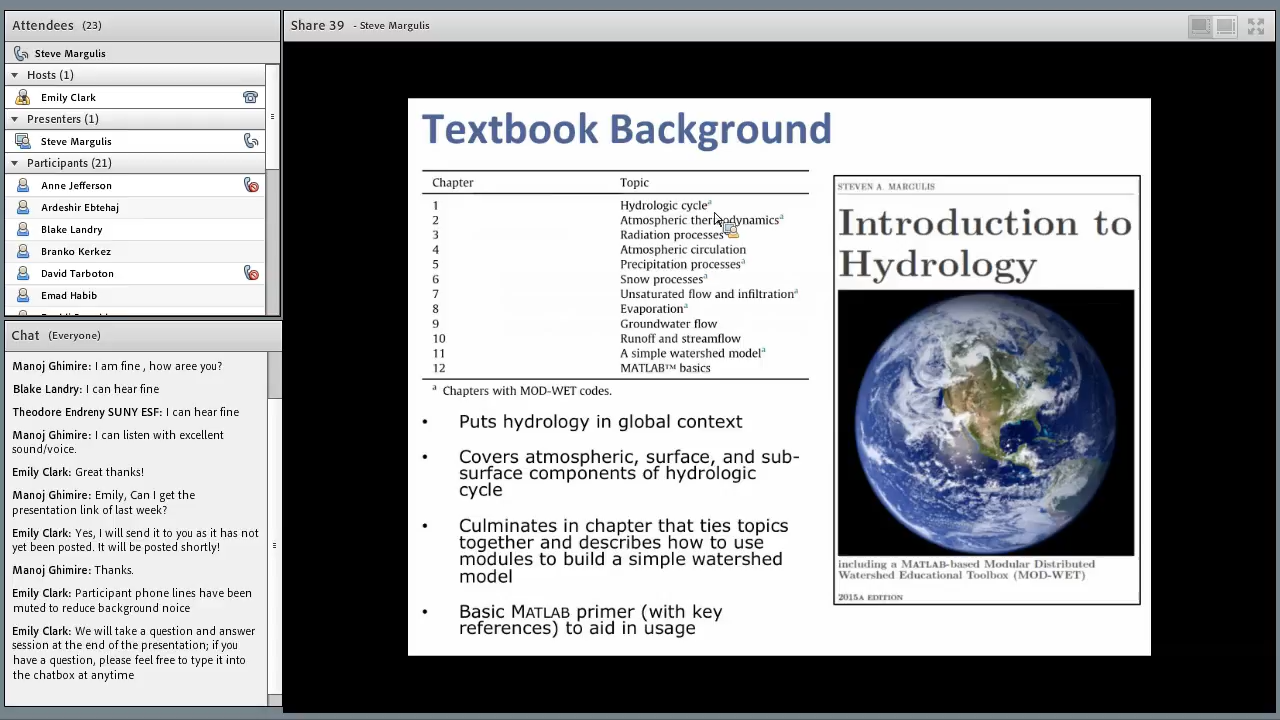 Attendees (23)
Steve Margulis
Hosts (1)
Emily Clark
Presenters (1)
Steve Margulis
Participants (21)
Anne Jefferson
Ardeshir Ebtehaj
Blake Landry
Branko Kerkez
David Tarboton
Emad Habib
Chat (Everyone)
Manoj Ghimire: I am fine , how aree you?
Blake Landry: I can hear fine
Theodore Endreny SUNY ESF: I can hear fine
Manoj Ghimire: I can listen with excellent
sound/voice.
Emily Clark: Great thanks!
Manoj Ghimire: Emily, Can I get the
presentation link of last week?
Emily Clark: Yes, I will send it to you as it has not
yet been posted. It will be posted shortly!
Manoj Ghimire: Thanks.
Emily Clark: Participant phone lines have been
muted to reduce background noice
Emily Clark: We will take a question and answer
session at the end of the presentation; if you
have a question, please feel free to type it into
the chatbox at anytime
Share 39 - Steve Margulis
Textbook Background
Chapter Topic
1 Hydrologic cycle a
2 Atmospheric thermodynamics a
3 Radiation processes
4 Atmospheric circulation
5 Precipitation processes a
6 Snow processes a
7 Unsaturated flow and infiltration a
8 Evaporation a
9 Groundwater flow
10 Runoff and streamflow
11 A simple watershed model a
12 MATLAB™ basics
a Chapters with MOD-WET codes.
• Puts hydrology in global context
• Covers atmospheric, surface, and sub-
surface components of hydrologic
cycle
• Culminates in chapter that ties topics
together and describes how to use
modules to build a simple watershed
model
• Basic MATLAB primer (with key
references) to aid in usage
STEVEN A. MARGULIS
Introduction to
Hydrology
including a MATLAB-based Modular Distributed
Watershed Educational Toolbox (MOD-WET)
2015A EDITION